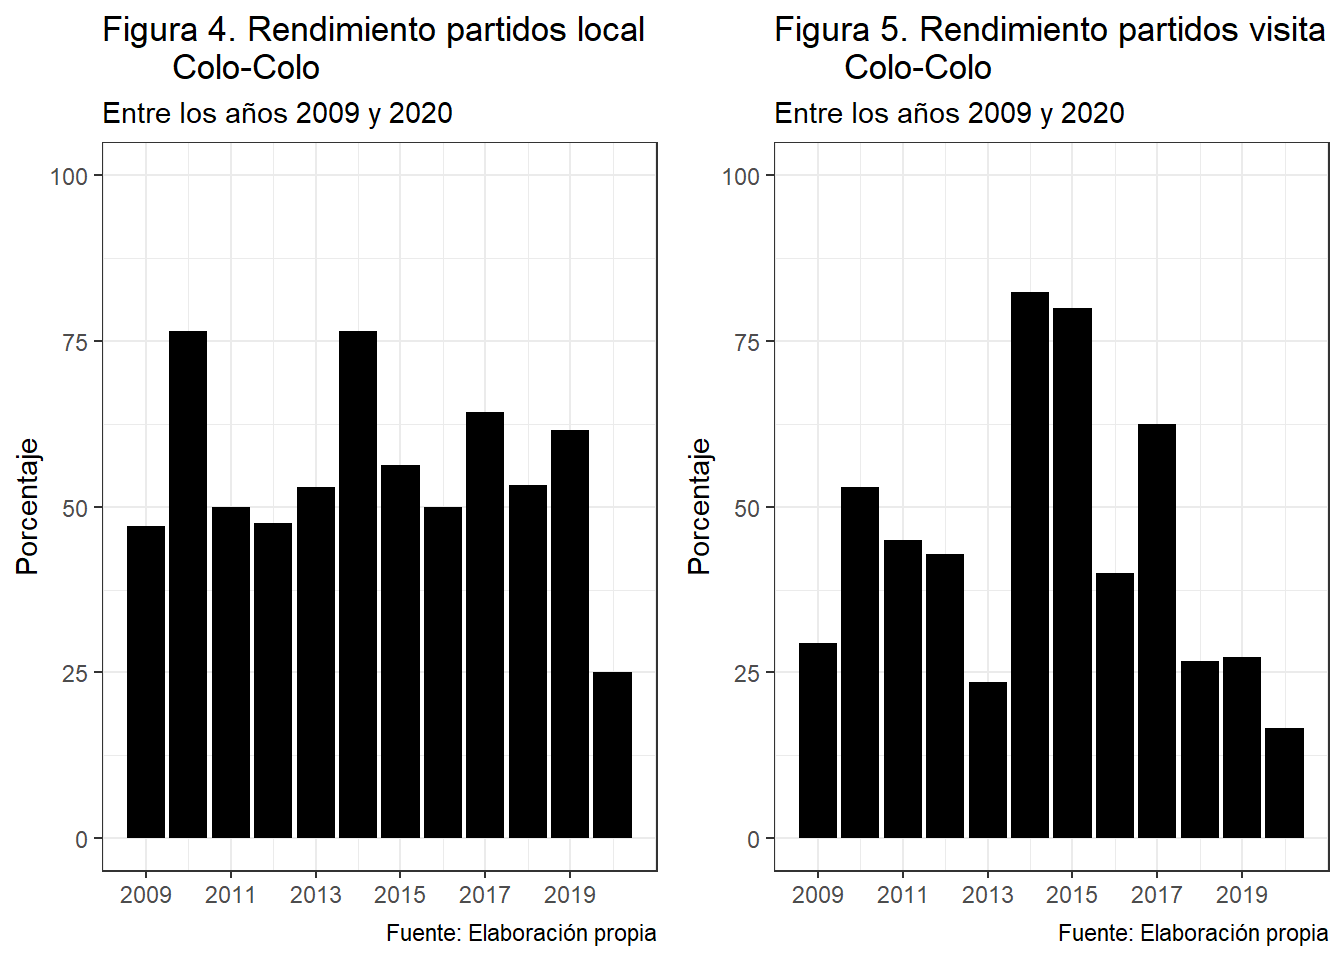 Figura 4. Rendimiento partidos local
Colo-Colo
Entre los años 2009 y 2020
100
75
50
25
0
Porcentaje
2009 2011 2013 2015 2017 2019
Fuente: Elaboración propia
Figura 5. Rendimiento partidos visita
Colo-Colo
Entre los años 2009 y 2020
100
75
50
25
0
Porcentaje
2009 2011 2013 2015 2017 2019
Fuente: Elaboración propia